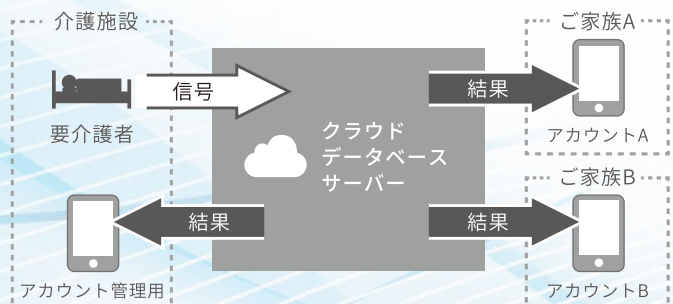 介護施設
信号
要介護者
結果
アカウント管理用
クラウド
データベース
サーバー
結果
ご家族A
アカウントA
結果
ご家族B
アカウントB